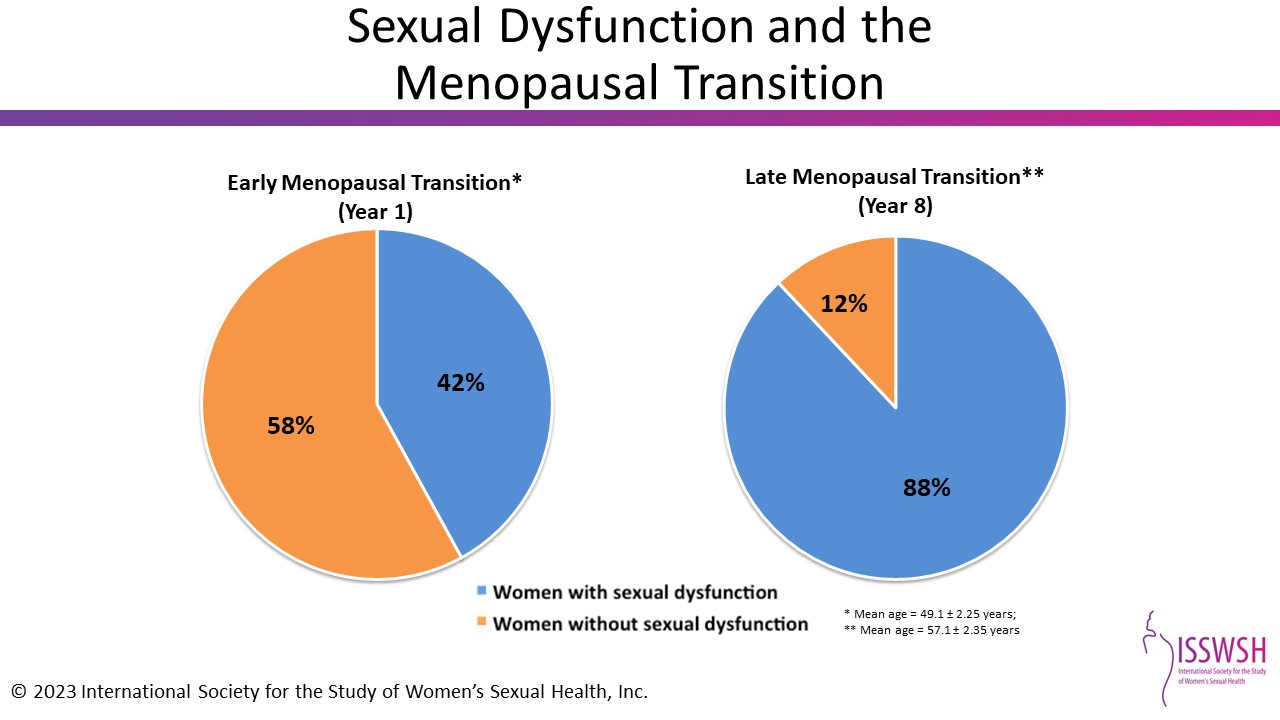 Sexual Dysfunction and the
Menopausal Transition
Early Menopausal Transition*
(Year 1)
Late Menopausal Transition**
(Year 8)
58%
42%
12%
88%
Women with sexual dysfunction
Women without sexual dysfunction
* Mean age = 49.1 ± 2.25 years;
** Mean age = 57.1 ± 2.35 years
ISSWSH
International Society for the Study
of Women's Sexual Health
© 2023 International Society for the Study of Women’s Sexual Health, Inc.